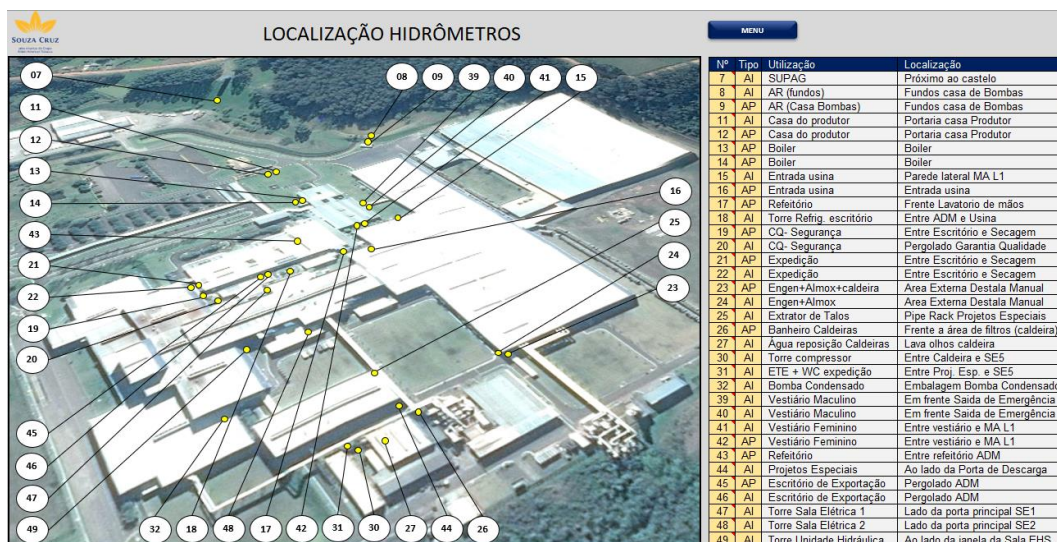 SOUZA CRUZ
LOCALIZAÇÃO HIDRÔMETROS
MENU
07
08
09
39
40
41
15
11
12
13
14
43
21
22
19
20
45
46
47
49
16
25
24
23
32
18
48
17
42
31
30
27
44
26
Nº Tipo Utilização Localização
7 AI SUPAG Próximo ao castelo
8 AI AR (fundos) Fundos casa de Bombas
9 AP AR (Casa Bombas) Fundos casa de Bombas
11 AI Casa do produtor Portaria casa Produtor
12 AP Casa do produtor Portaria casa Produtor
13 AP Boiler Boiler
14 AP Boiler Boiler
15 AI Entrada usina Parede lateral MA L1
16 AP Entrada usina Entrada usina
17 AP Refeitório Frente Lavatorio de mãos
18 AI Torre Refrig. escritório Entre ADM e Usina
19 AP CQ- Segurança Entre Escritório e Secagem
20 AI CQ- Segurança Pergolado Garantia Qualidade
21 AP Expedição Entre Escritório e Secagem
22 AI Expedição Entre Escritório e Secagem
23 AP Engen+Almox+caldeira Area Externa Destala Manual
24 AI Engen+Almox Area Externa Destala Manual
25 AI Extrator de Talos Pipe Rack Projetos Especiais
26 AP Banheiro Caldeiras Frente a área de filtros (caldeira)
27 AI Água reposição Caldeiras Lava olhos caldeira
30 AI Torre compressor Entre Caldeira e SE5
31 AP ETE + WC expedição Entre Proj. Esp. e SE5
32 AI Bomba Condensado Embalagem Bomba Condensado
39 AI Vestiário Maculino Em frente Saida de Emergência
40 AI Vestiário Maculino Em frente Saida de Emergência
41 AI Vestiário Feminino Entre vestiário e MA L1
42 AP Vestiário Feminino Entre vestiário e MA L1
43 AP Refeitório Entre refeitório ADM
44 AI Projetos Especiais Ao lado da Porta de Descarga
45 AP Escritório de Exportação Pergolado ADM
46 AI Escritório de Exportação Pergolado ADM
47 AI Torre Sala Elétrica 1 Lado da porta principal SE1
48 AI Torre Sala Elétrica 2 Lado da porta principal SE2
49 AI Torre Unidade Hidráulica Ao lado da janela da Sala EHS